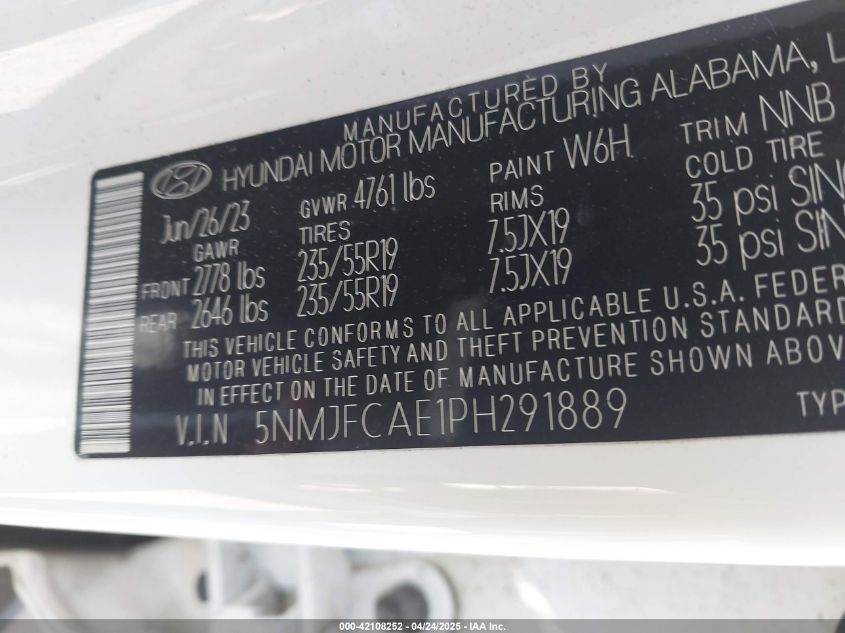 MANUFACTURED BY
HYUNDAI MOTOR MANUFACTURING ALABAMA, L
Jun/26/23 GVWR 4761 lbs PAINT W6H TRIM NNB
GAWR TIRES RIMS COLD TIRE
FRONT 2778 lbs 235/55R19 7.5JX19 35 psi SIN
REAR 2646 lbs 235/55R19 7.5JX19 35 psi SIN
THIS VEHICLE CONFORMS TO ALL APPLICABLE U.S.A. FEDER
MOTOR VEHICLE SAFETY AND THEFT PREVENTION STANDARD
IN EFFECT ON THE DATE OF MANUFACTURE SHOWN ABOV
V.I.N 5NMJFCAE1PH291889 TYP
000-42108252 - 04/24/2025 - IAA Inc.